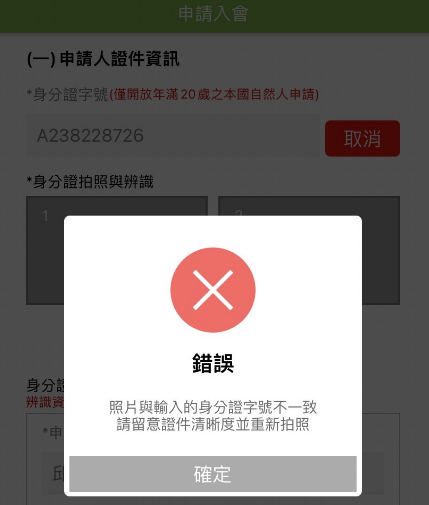 申請入會
(一) 申請人證件資訊
*身分證字號(僅開放年滿20歲之本國自然人申請)
A238228726
取消
*身分證拍照與辨識
1
2
錯誤
照片與輸入的身分證字號不一致
請留意證件清晰度並重新拍照
身分證
辨識資
*申
邱
確定